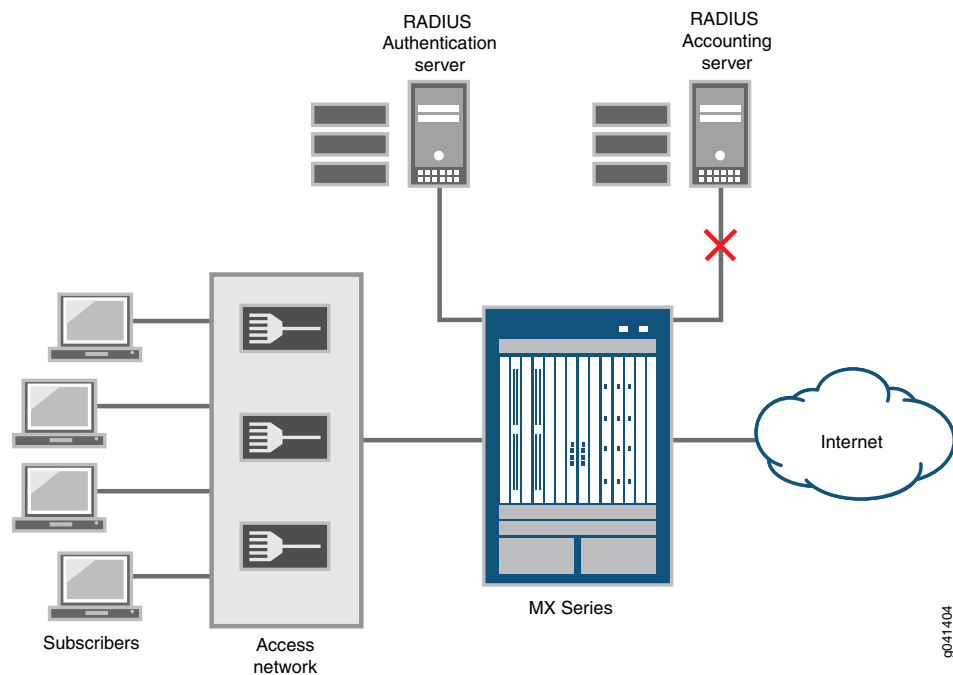 RADIUS
Authentication
server
RADIUS
Accounting
server
Internet
MX Series
Subscribers
Access
network
g041404